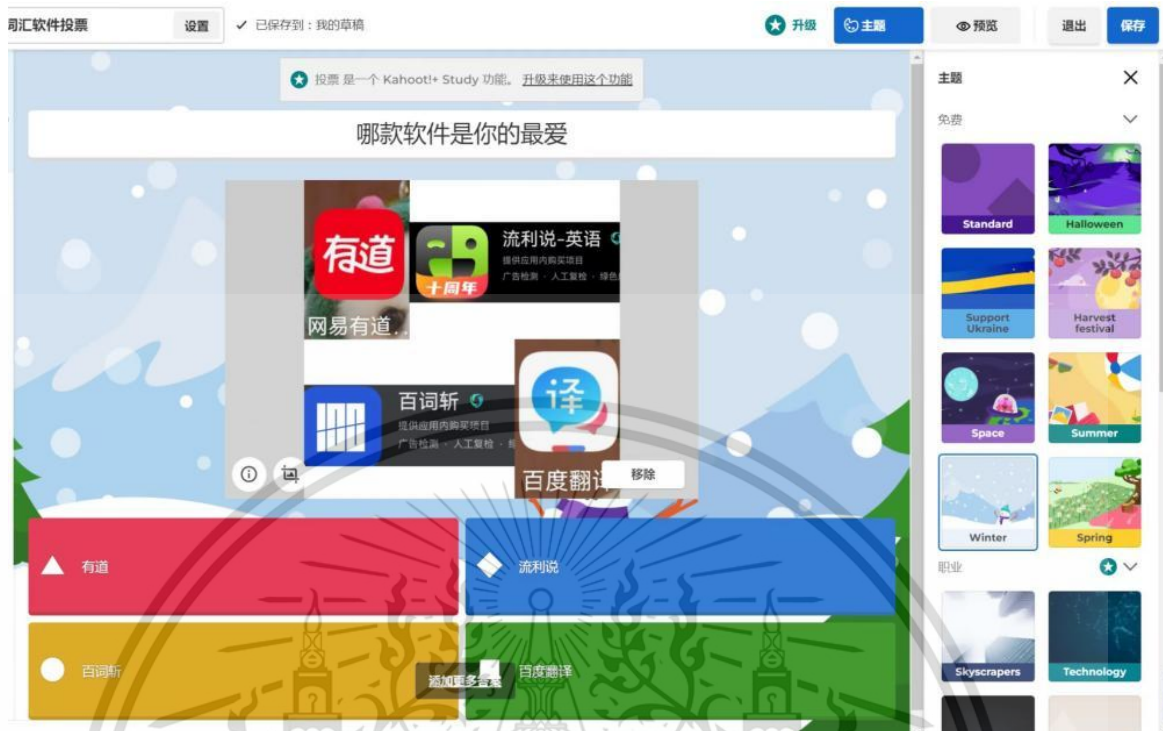 词汇软件投票
设置
已保存到：我的草稿
升级
主题
预览
退出
保存
投票 是一个 Kahoot!+ Study 功能。 升级来使用这个功能
哪款软件是你的最爱
有道
网易有道..
十周年
流利说-英语
提供应用内购买项目
广告检测 · 人工复检 · 绿色
百词斩
提供应用内购买项目
广告检测 · 人工复检 ·
译
百度翻译
移除
有道
流利说
百词斩
百度翻译
添加更多答案
主题
免费
Standard
Halloween
Support
Ukraine
Harvest
festival
Space
Summer
Winter
Spring
职业
Skyscrapers
Technology